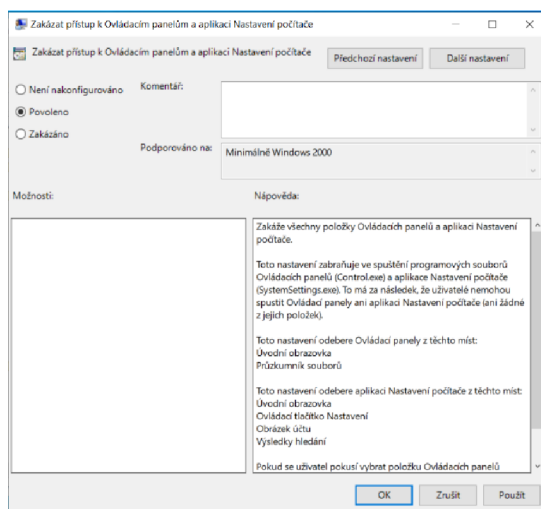 Zakázat přístup k Ovládacím panelům a aplikaci Nastavení počítače
Zakázat přístup k Ovládacím panelům a aplikaci Nastavení počítače
Předchozí nastavení
Další nastavení
Není nakonfigurováno
Komentář:
Povoleno
Zakázáno
Podporováno na:
Minimálně Windows 2000
Možnosti:
Nápověda:
Zakáže všechny položky Ovládacích panelů a aplikaci Nastavení
počítače.
Toto nastavení zabraňuje ve spuštění programových souborů
Ovládacích panelů (Control.exe) a aplikace Nastavení počítače
(SystemSettings.exe). To má za následek, že uživatelé nemohou
spustit Ovládací panely ani aplikaci Nastavení počítače (ani žádné
z jejich položek).
Toto nastavení odebere Ovládací panely z těchto míst:
Úvodní obrazovka
Průzkumník souborů
Toto nastavení odebere aplikaci Nastavení počítače z těchto míst:
Úvodní obrazovka
Ovládací tlačítko Nastavení
Obrázek účtu
Výsledky hledání
Pokud se uživatel pokusí vybrat položku Ovládacích panelů
OK
Zrušit
Použít